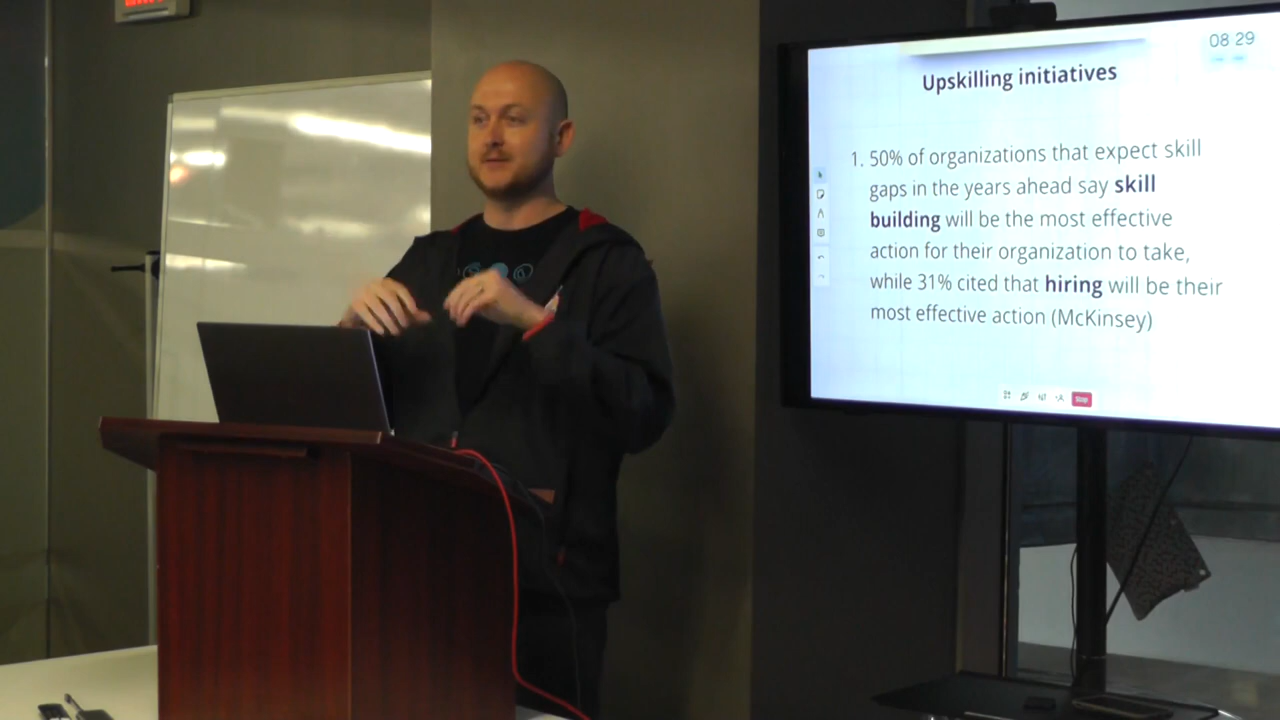 08 29
Upskilling initiatives
1. 50% of organizations that expect skill
gaps in the years ahead say skill
building will be the most effective
action for their organization to take,
while 31% cited that hiring will be their
most effective action (McKinsey)
Stop